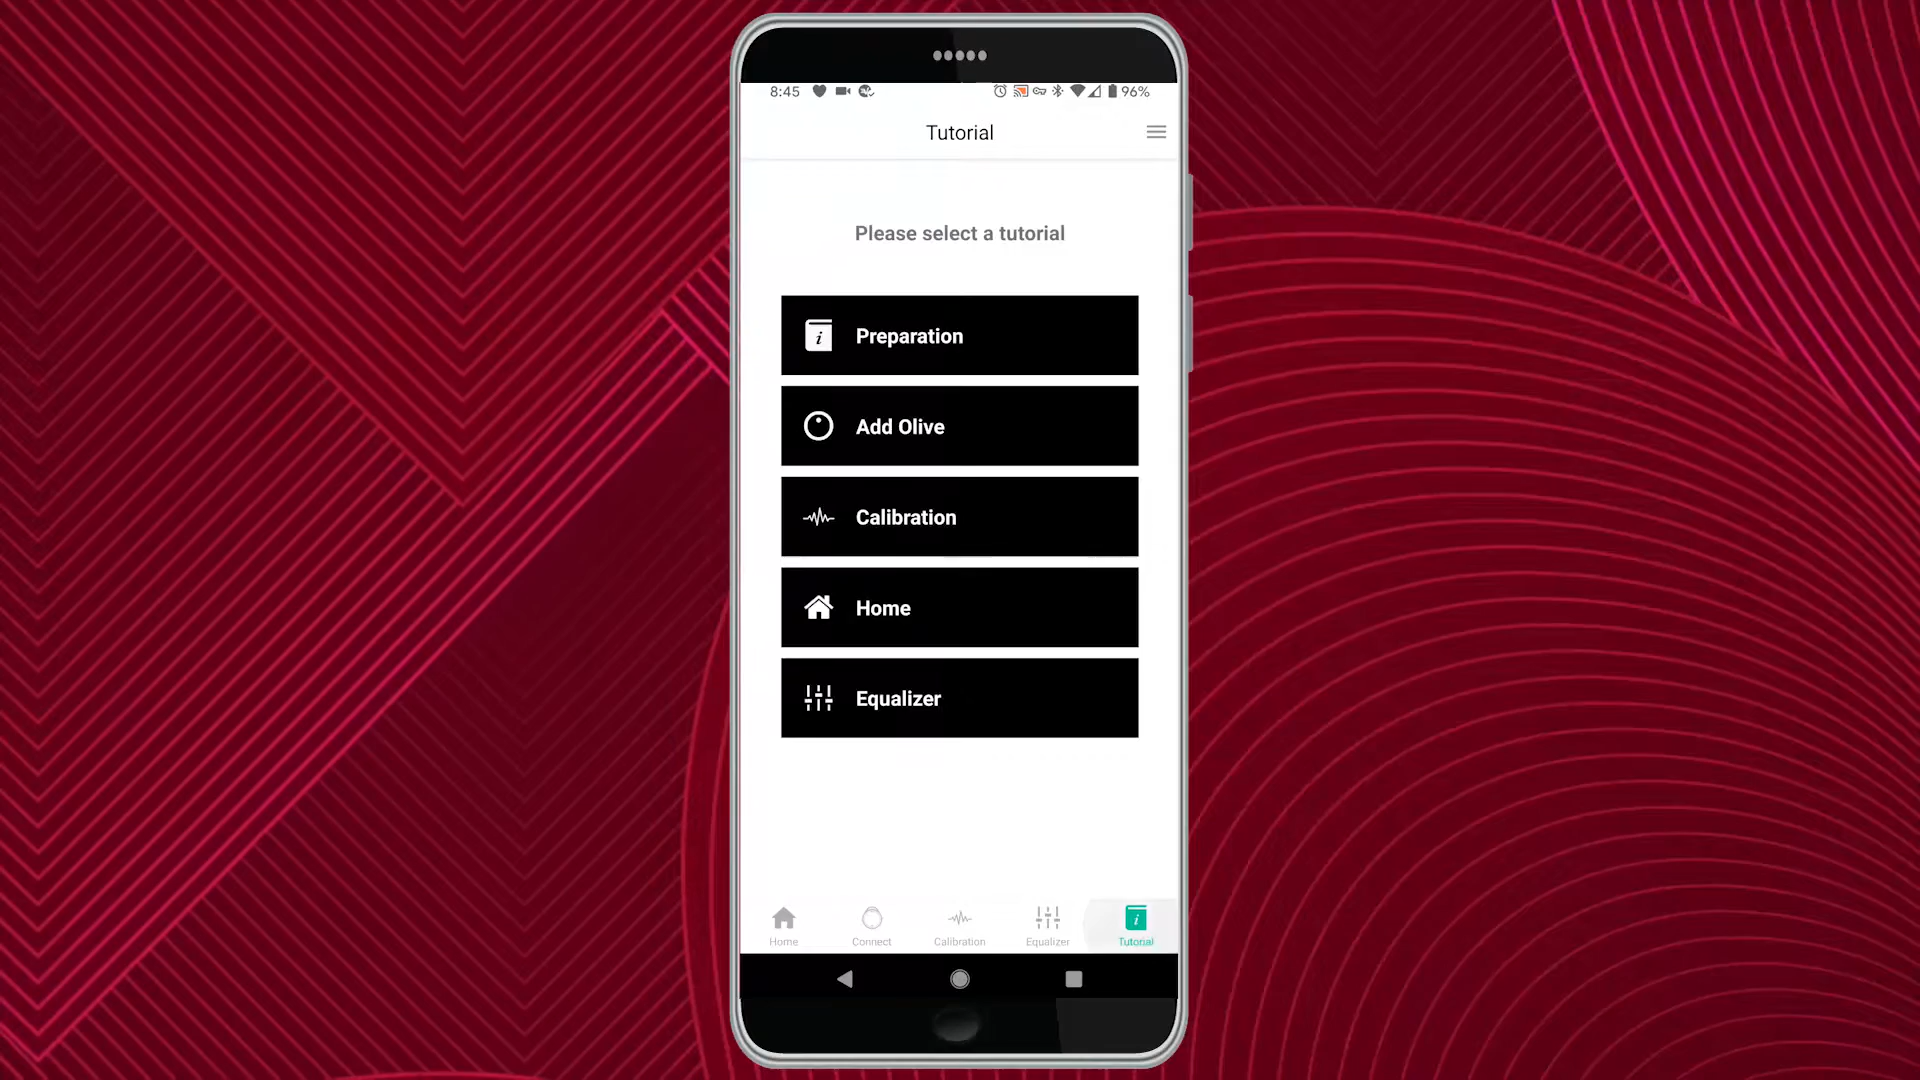 8:45
96%
Tutorial
Please select a tutorial
Preparation
Add Olive
Calibration
Home
Equalizer
Home
Connect
Calibration
Equalizer
Tutorial